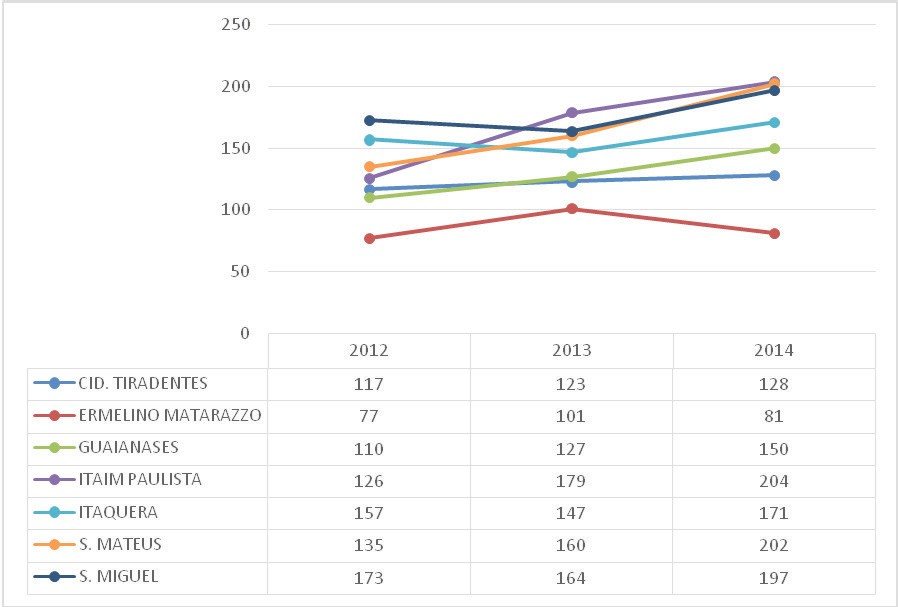 250
200
150
100
50
0
2012 2013 2014
CID. TIRADENTES 117 123 128
ERMELINO MATARAZZO 77 101 81
GUAIANASES 110 127 150
ITAIM PAULISTA 126 179 204
ITAQUERA 157 147 171
S. MATEUS 135 160 202
S. MIGUEL 173 164 197